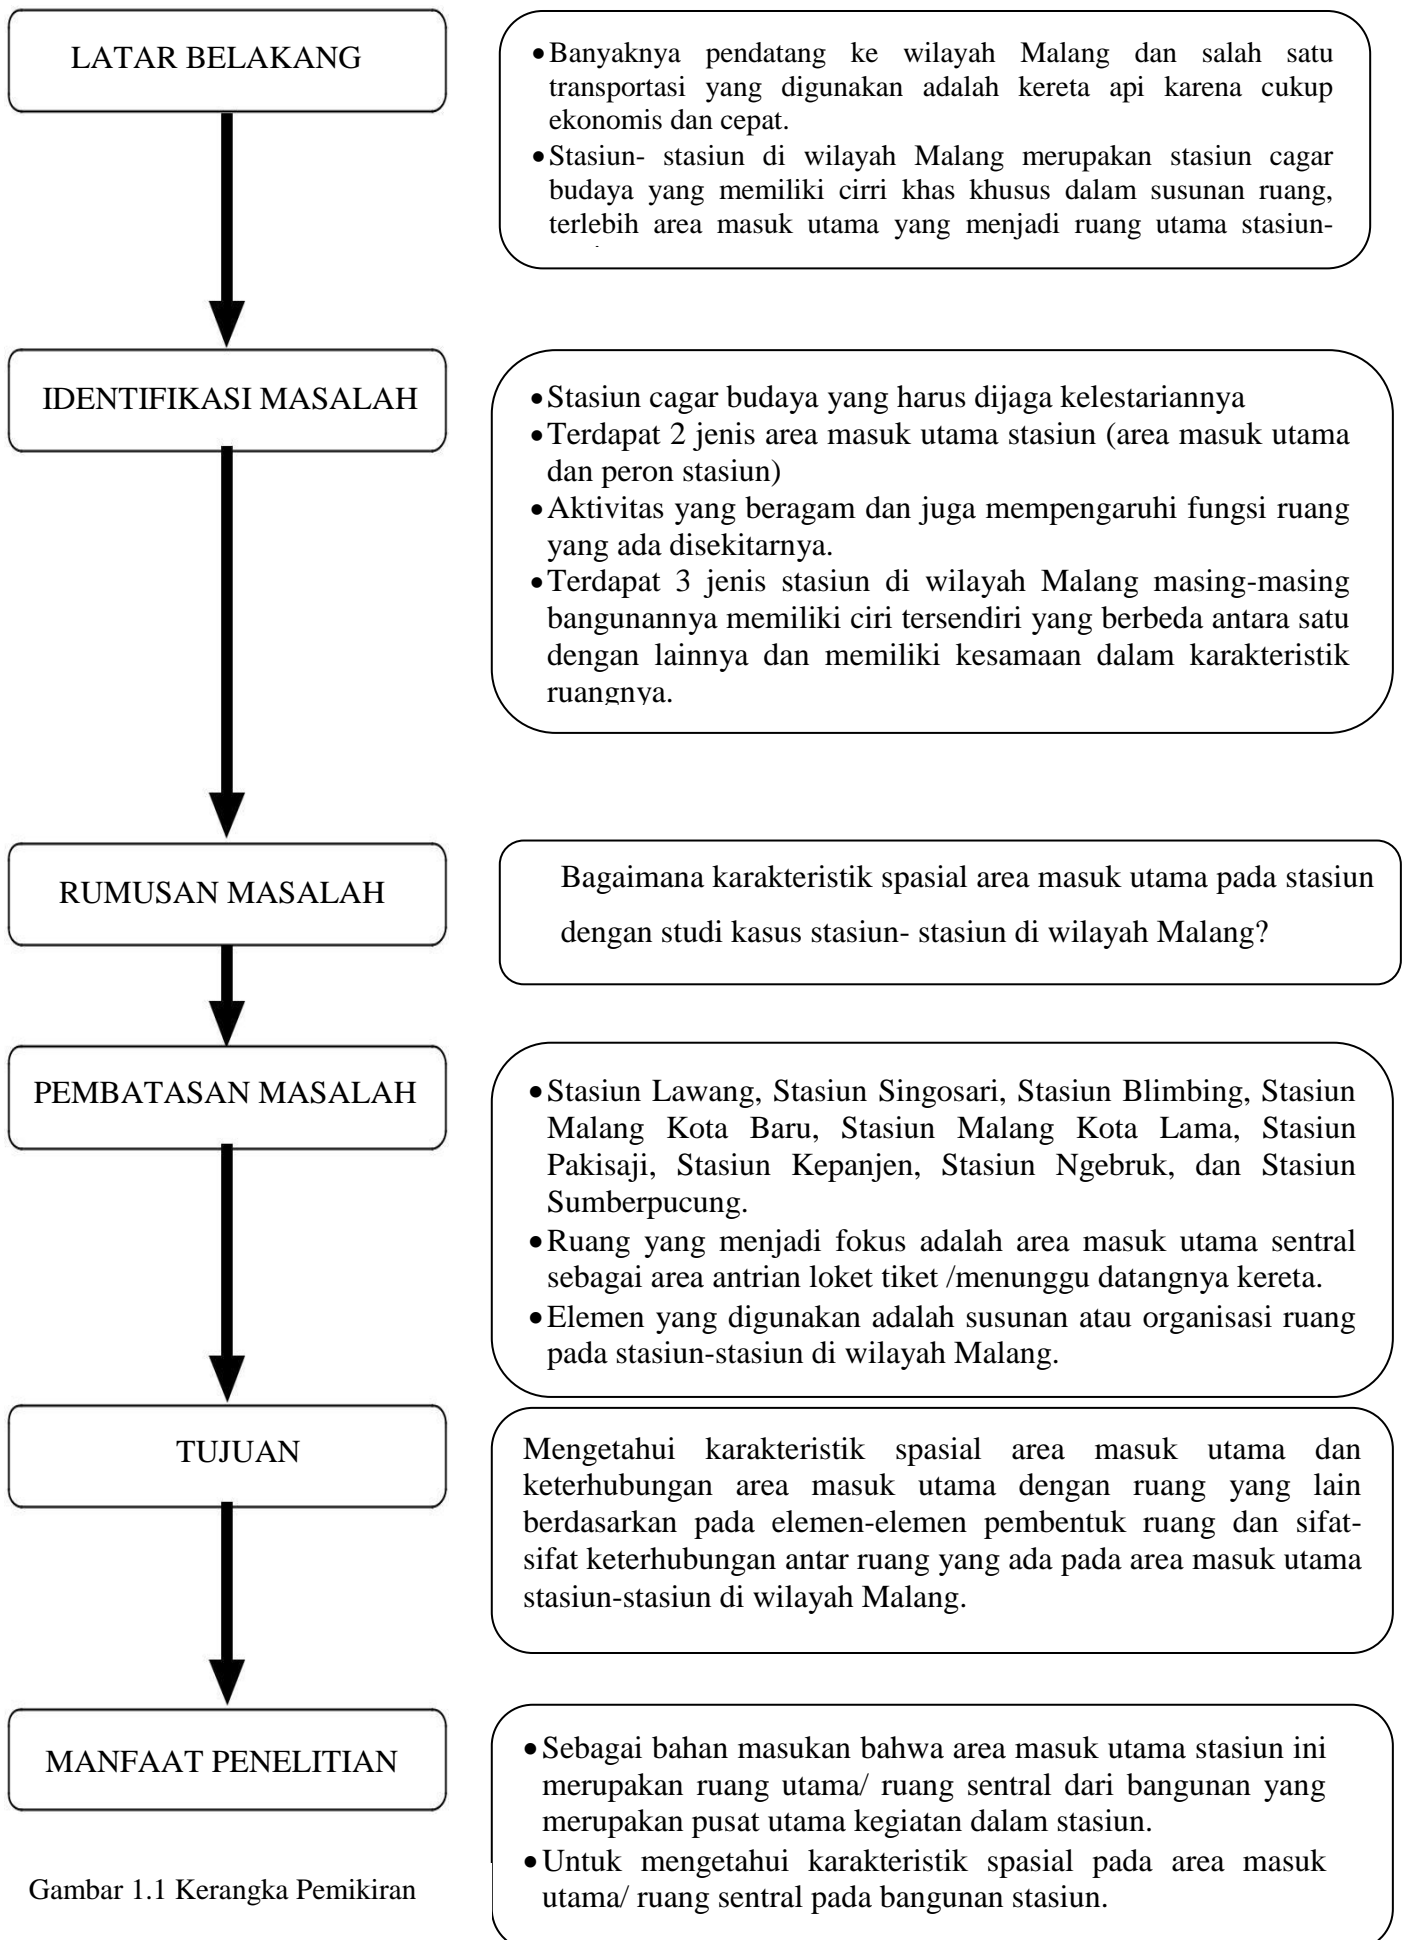 LATAR BELAKANG
•Banyaknya pendatang ke wilayah Malang dan salah satu
transportasi yang digunakan adalah kereta api karena cukup
ekonomis dan cepat.
•Stasiun- stasiun di wilayah Malang merupakan stasiun cagar
budaya yang memiliki cirri khas khusus dalam susunan ruang,
terlebih area masuk utama yang menjadi ruang utama stasiun-
IDENTIFIKASI MASALAH
•Stasiun cagar budaya yang harus dijaga kelestariannya
•Terdapat 2 jenis area masuk utama stasiun (area masuk utama
dan peron stasiun)
•Aktivitas yang beragam dan juga mempengaruhi fungsi ruang
yang ada disekitarnya.
•Terdapat 3 jenis stasiun di wilayah Malang masing-masing
bangunannya memiliki ciri tersendiri yang berbeda antara satu
dengan lainnya dan memiliki kesamaan dalam karakteristik
ruangnya.
RUMUSAN MASALAH
Bagaimana karakteristik spasial area masuk utama pada stasiun
dengan studi kasus stasiun- stasiun di wilayah Malang?
PEMBATASAN MASALAH
•Stasiun Lawang, Stasiun Singosari, Stasiun Blimbing, Stasiun
Malang Kota Baru, Stasiun Malang Kota Lama, Stasiun
Pakisaji, Stasiun Kepanjen, Stasiun Ngebruk, dan Stasiun
Sumberpucung.
•Ruang yang menjadi fokus adalah area masuk utama sentral
sebagai area antrian loket tiket /menunggu datangnya kereta.
•Elemen yang digunakan adalah susunan atau organisasi ruang
pada stasiun-stasiun di wilayah Malang.
TUJUAN
Mengetahui karakteristik spasial area masuk utama dan
keterhubungan area masuk utama dengan ruang yang lain
berdasarkan pada elemen-elemen pembentuk ruang dan sifat-
sifat keterhubungan antar ruang yang ada pada area masuk utama
stasiun-stasiun di wilayah Malang.
MANFAAT PENELITIAN
•Sebagai bahan masukan bahwa area masuk utama stasiun ini
merupakan ruang utama/ ruang sentral dari bangunan yang
merupakan pusat utama kegiatan dalam stasiun.
•Untuk mengetahui karakteristik spasial pada area masuk
utama/ ruang sentral pada bangunan stasiun.
Gambar 1.1 Kerangka Pemikiran